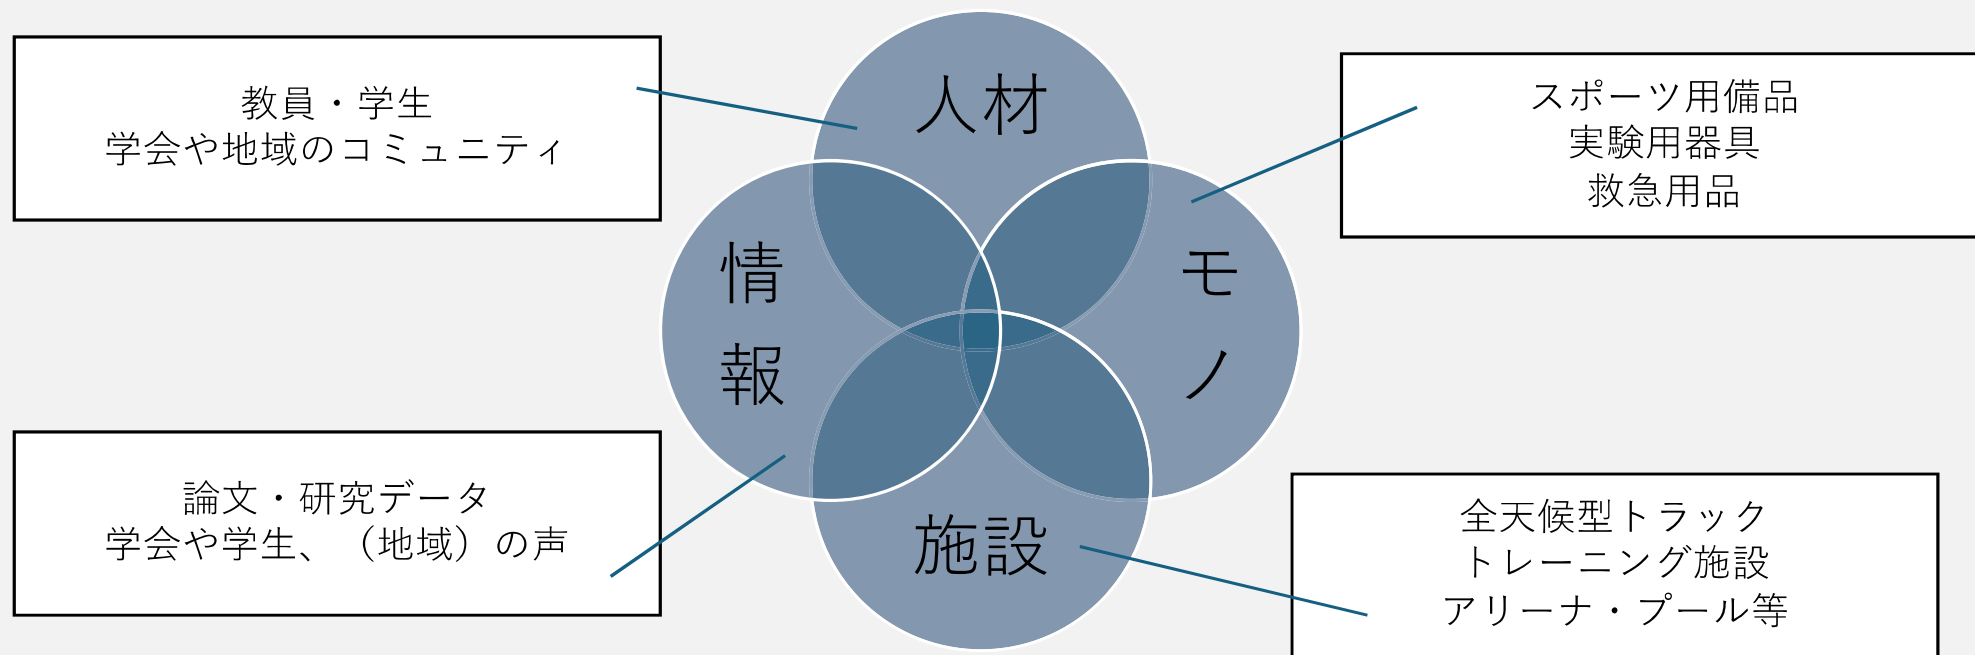 教員・学生
学会や地域のコミュニティ
人材
スポーツ用備品
実験用器具
救急用品
情
報
モ
ノ
論文・研究データ
学会や学生、（地域）の声
施設
全天候型トラック
トレーニング施設
アリーナ・プール等